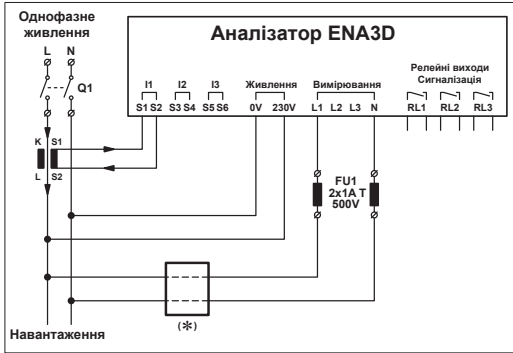 Однофазне
живлення
L N
Q1
Аналізатор ENA3D
Релейні виходи
Сигналізація
I1 I2 I3 Живлення Вимірювання
S1 S2 S3 S4 S5 S6 0V 230V L1 L2 L3 N RL1 RL2 RL3
K S1
L S2
FU1
2x1A T
500V
(*)
Навантаження